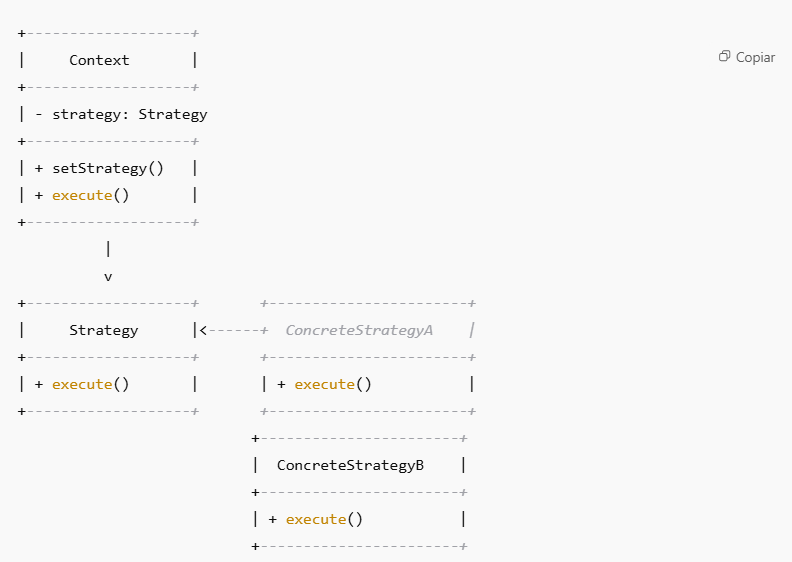 +-------------------+
|     Context       |
Copiar
+-------------------+
| - strategy: Strategy
+-------------------+
| + setStrategy()   |
| + execute()       |
+-------------------+
          |
          v
+-------------------+       +-----------------------+
|     Strategy      |<------+  ConcreteStrategyA    |
+-------------------+       +-----------------------+
| + execute()       |       | + execute()           |
+-------------------+       +-----------------------+
                           +-----------------------+
                           |  ConcreteStrategyB    |
                           +-----------------------+
                           | + execute()           |
                           +-----------------------+